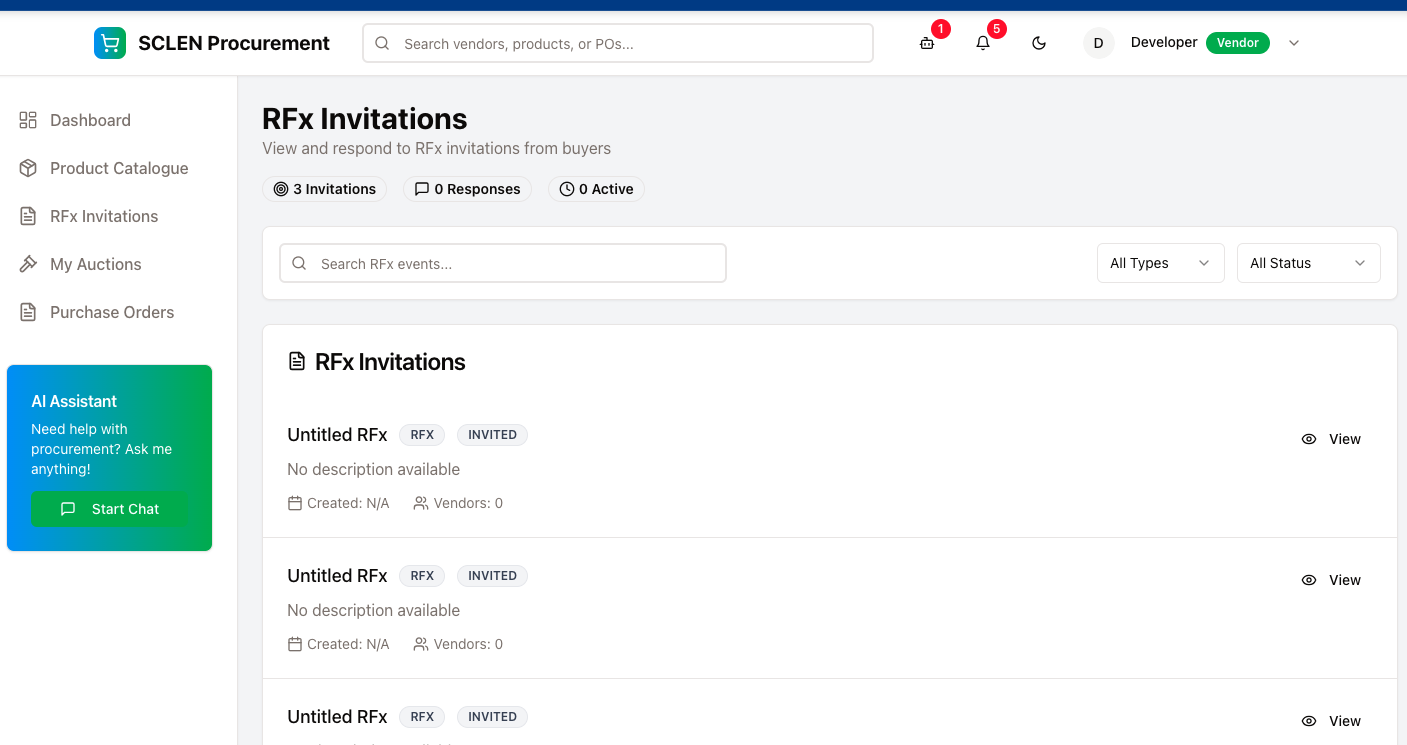 SCLEN Procurement
Search vendors, products, or POs...
1
5
D
Developer
Vendor
Dashboard
Product Catalogue
RFx Invitations
My Auctions
Purchase Orders
AI Assistant
Need help with
procurement? Ask me
anything!
Start Chat
RFx Invitations
View and respond to RFx invitations from buyers
3 Invitations
0 Responses
0 Active
Search RFx events...
All Types
All Status
RFx Invitations
Untitled RFx RFX INVITED
View
No description available
Created: N/A Vendors: 0
Untitled RFx RFX INVITED
View
No description available
Created: N/A Vendors: 0
Untitled RFx RFX INVITED
View